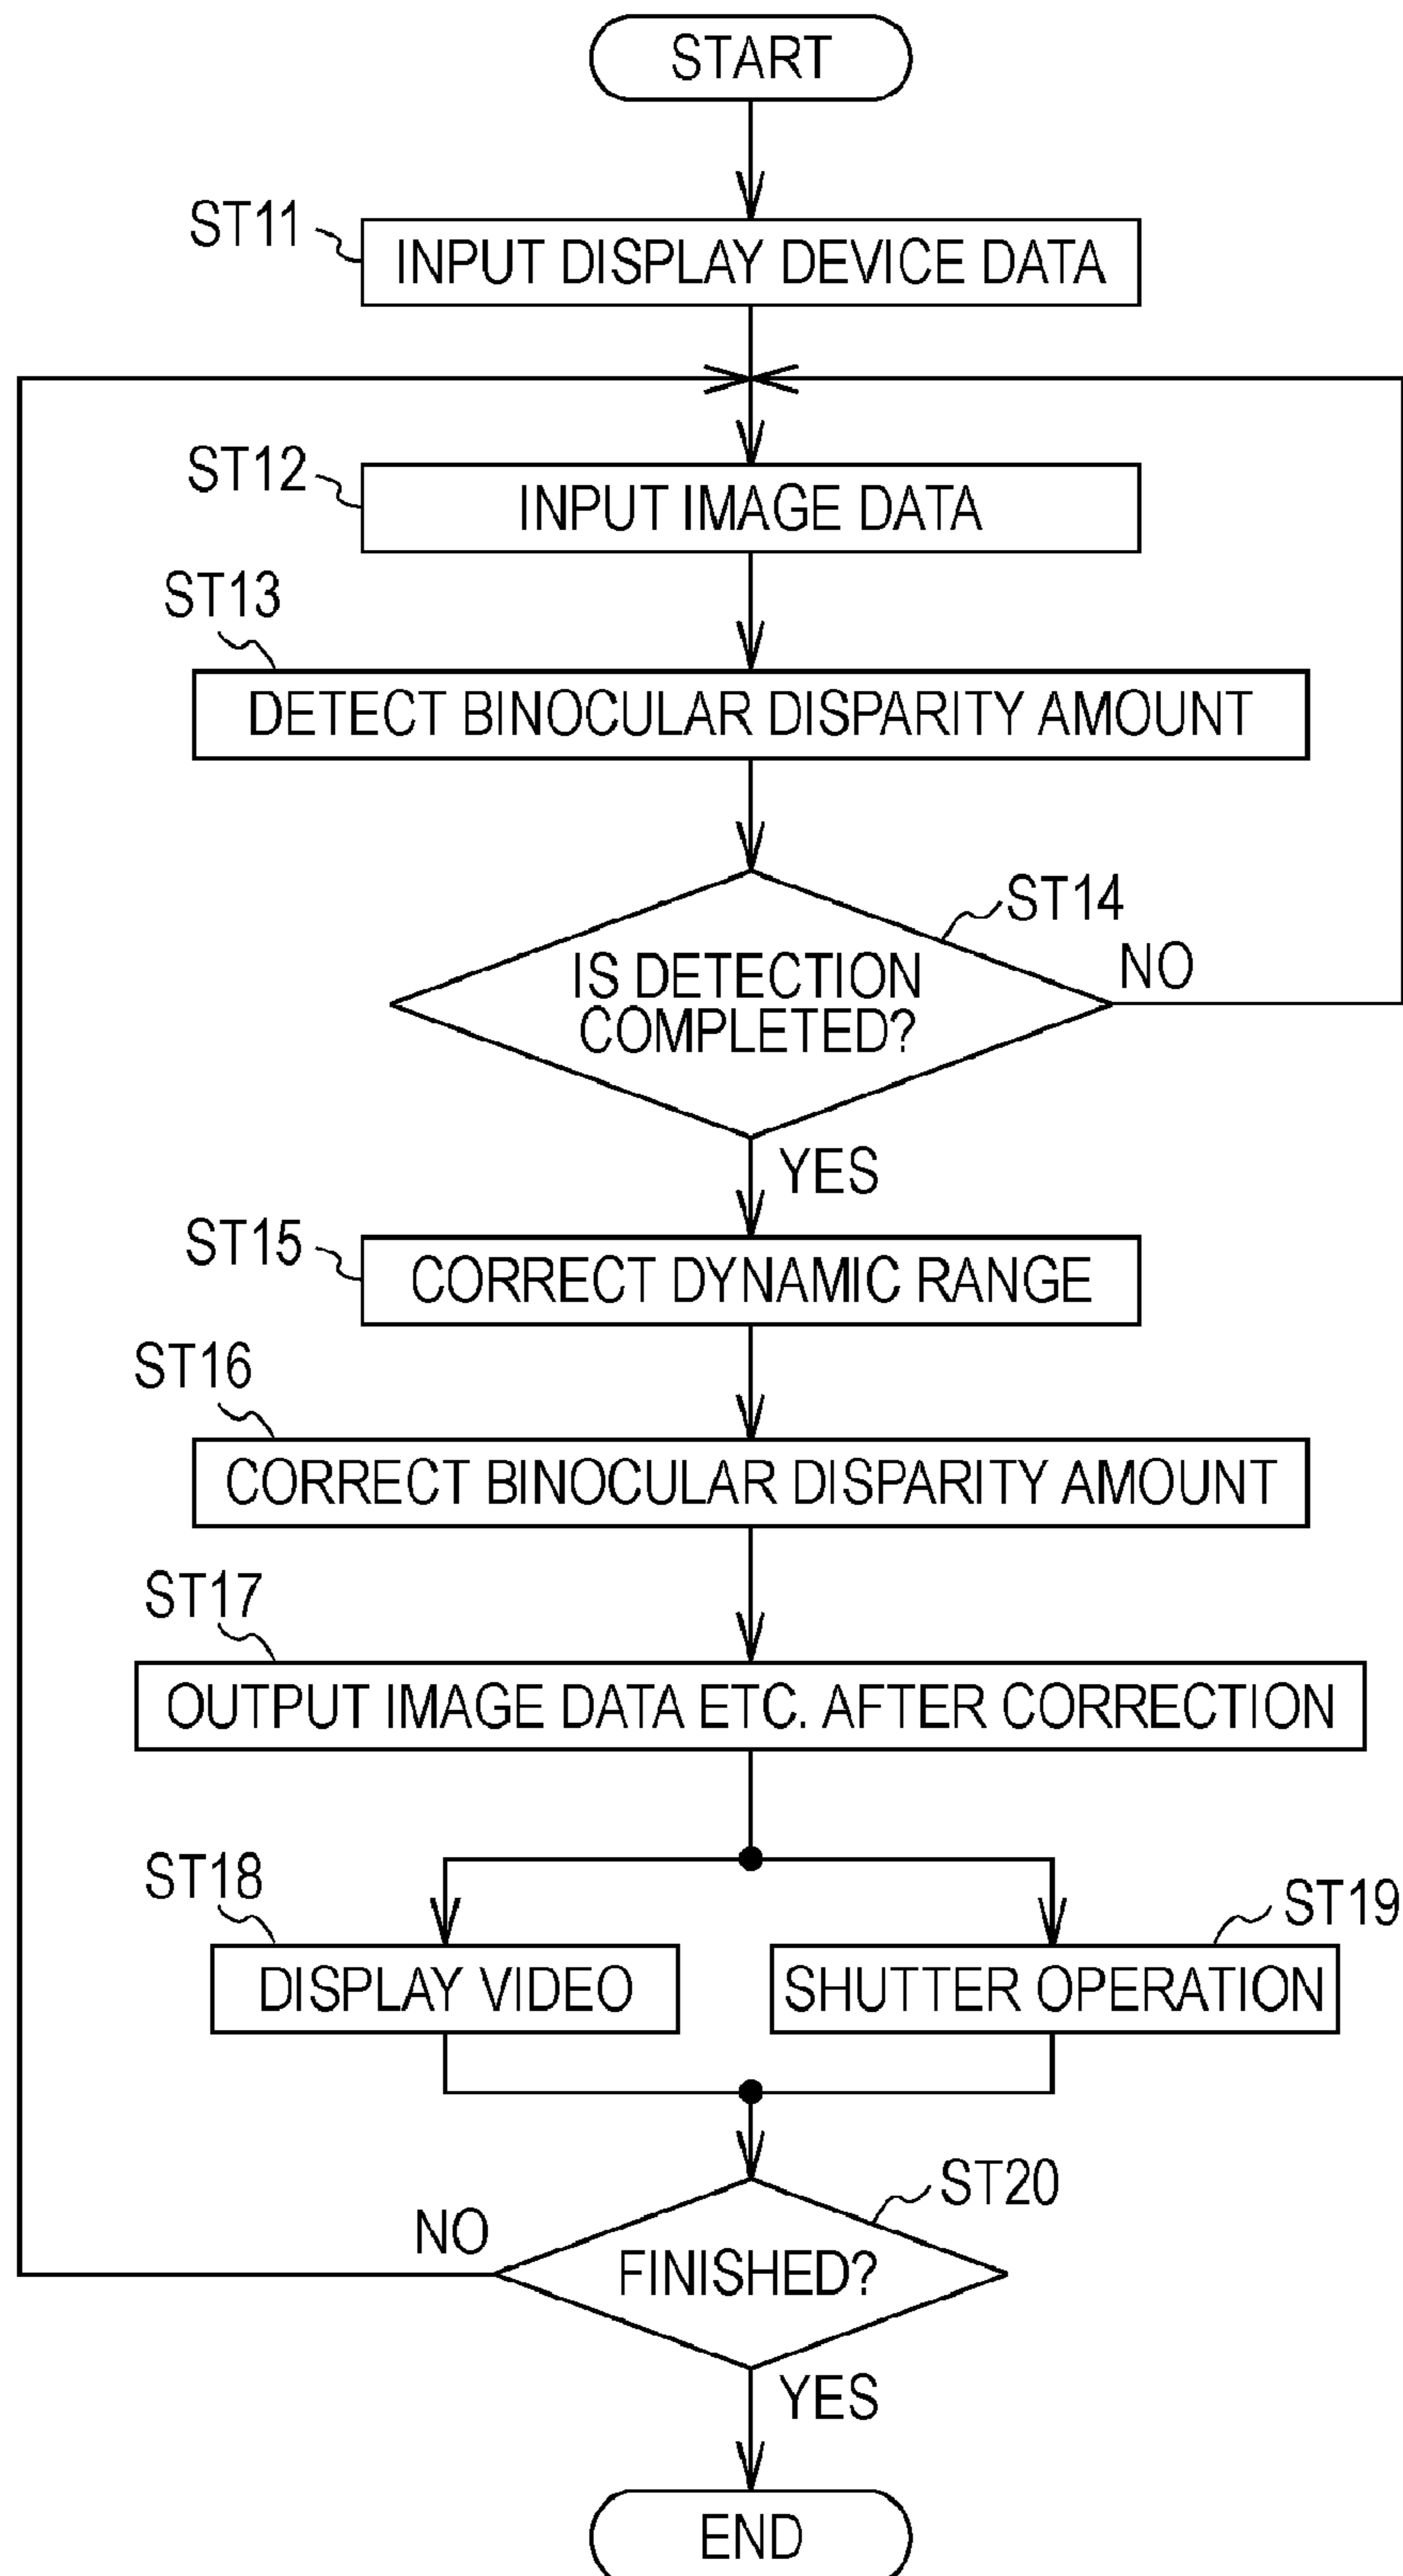 START
ST11
INPUT DISPLAY DEVICE DATA
ST12
INPUT IMAGE DATA
ST13
DETECT BINOCULAR DISPARITY AMOUNT
ST14
IS DETECTION
COMPLETED?
NO
YES
ST15
CORRECT DYNAMIC RANGE
ST16
CORRECT BINOCULAR DISPARITY AMOUNT
ST17
OUTPUT IMAGE DATA ETC. AFTER CORRECTION
ST18
DISPLAY VIDEO
ST19
SHUTTER OPERATION
ST20
NO
FINISHED?
YES
END